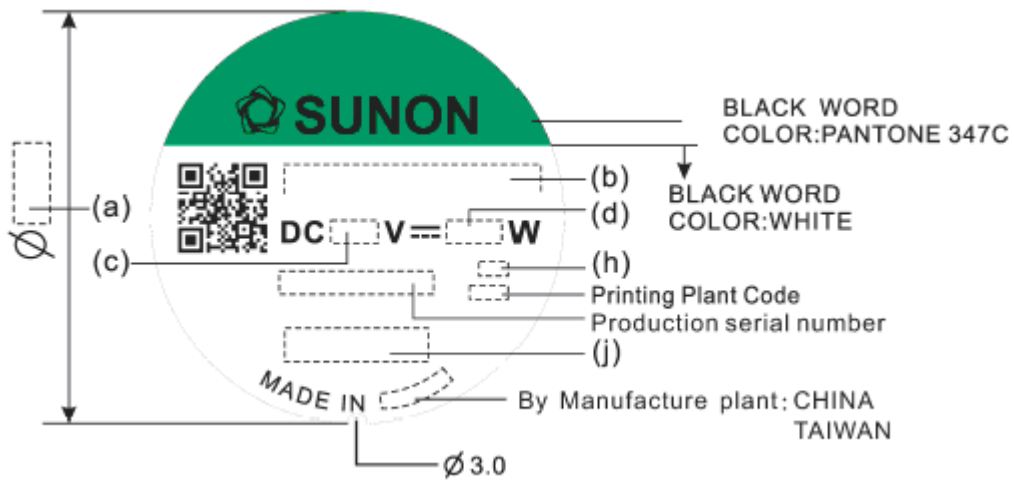 SUNON
BLACK WORD
COLOR:PANTONE 347C
(a)
Ø
(b)
BLACK WORD
COLOR:WHITE
(d)
DC V W
(c)
(h)
Printing Plant Code
Production serial number
(j)
MADE IN
By Manufacture plant: CHINA
TAIWAN
Ø 3.0